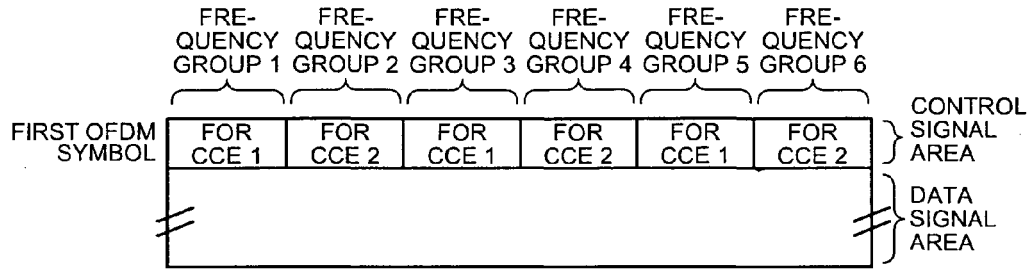 FRE-
QUENCY
GROUP 1
FRE-
QUENCY
GROUP 2
FRE-
QUENCY
GROUP 3
FRE-
QUENCY
GROUP 4
FRE-
QUENCY
GROUP 5
FRE-
QUENCY
GROUP 6
FIRST OFDM
SYMBOL
FOR
CCE 1
FOR
CCE 2
FOR
CCE 1
FOR
CCE 2
FOR
CCE 1
FOR
CCE 2
CONTROL
SIGNAL
AREA
DATA
SIGNAL
AREA